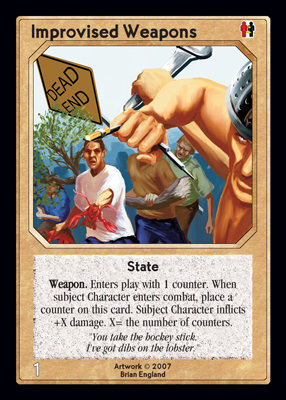 Improvised Weapons
DEAD
END
State
Weapon. Enters play with 1 counter. When
subject Character enters combat, place a
counter on this card. Subject Character inflicts
+X damage. X= the number of counters.
"You take the hockey stick.
I've got dibs on the lobster."
1
Artwork © 2007
Brian England